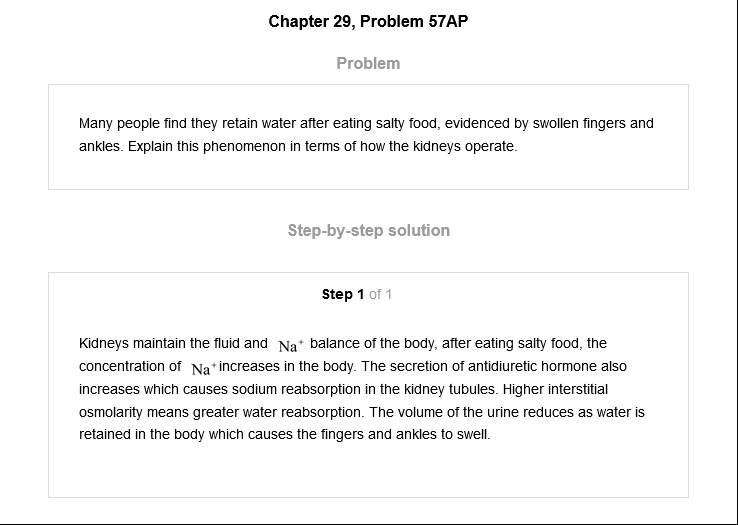 Chapter 29, Problem 57AP
Problem
Many people find they retain water after eating salty food, evidenced by swollen fingers and
ankles. Explain this phenomenon in terms of how the kidneys operate.
Step-by-step solution
Step 1 of 1
Kidneys maintain the fluid and Na⁺ balance of the body, after eating salty food, the
concentration of Na⁺ increases in the body. The secretion of antidiuretic hormone also
increases which causes sodium reabsorption in the kidney tubules. Higher interstitial
osmolarity means greater water reabsorption. The volume of the urine reduces as water is
retained in the body which causes the fingers and ankles to swell.